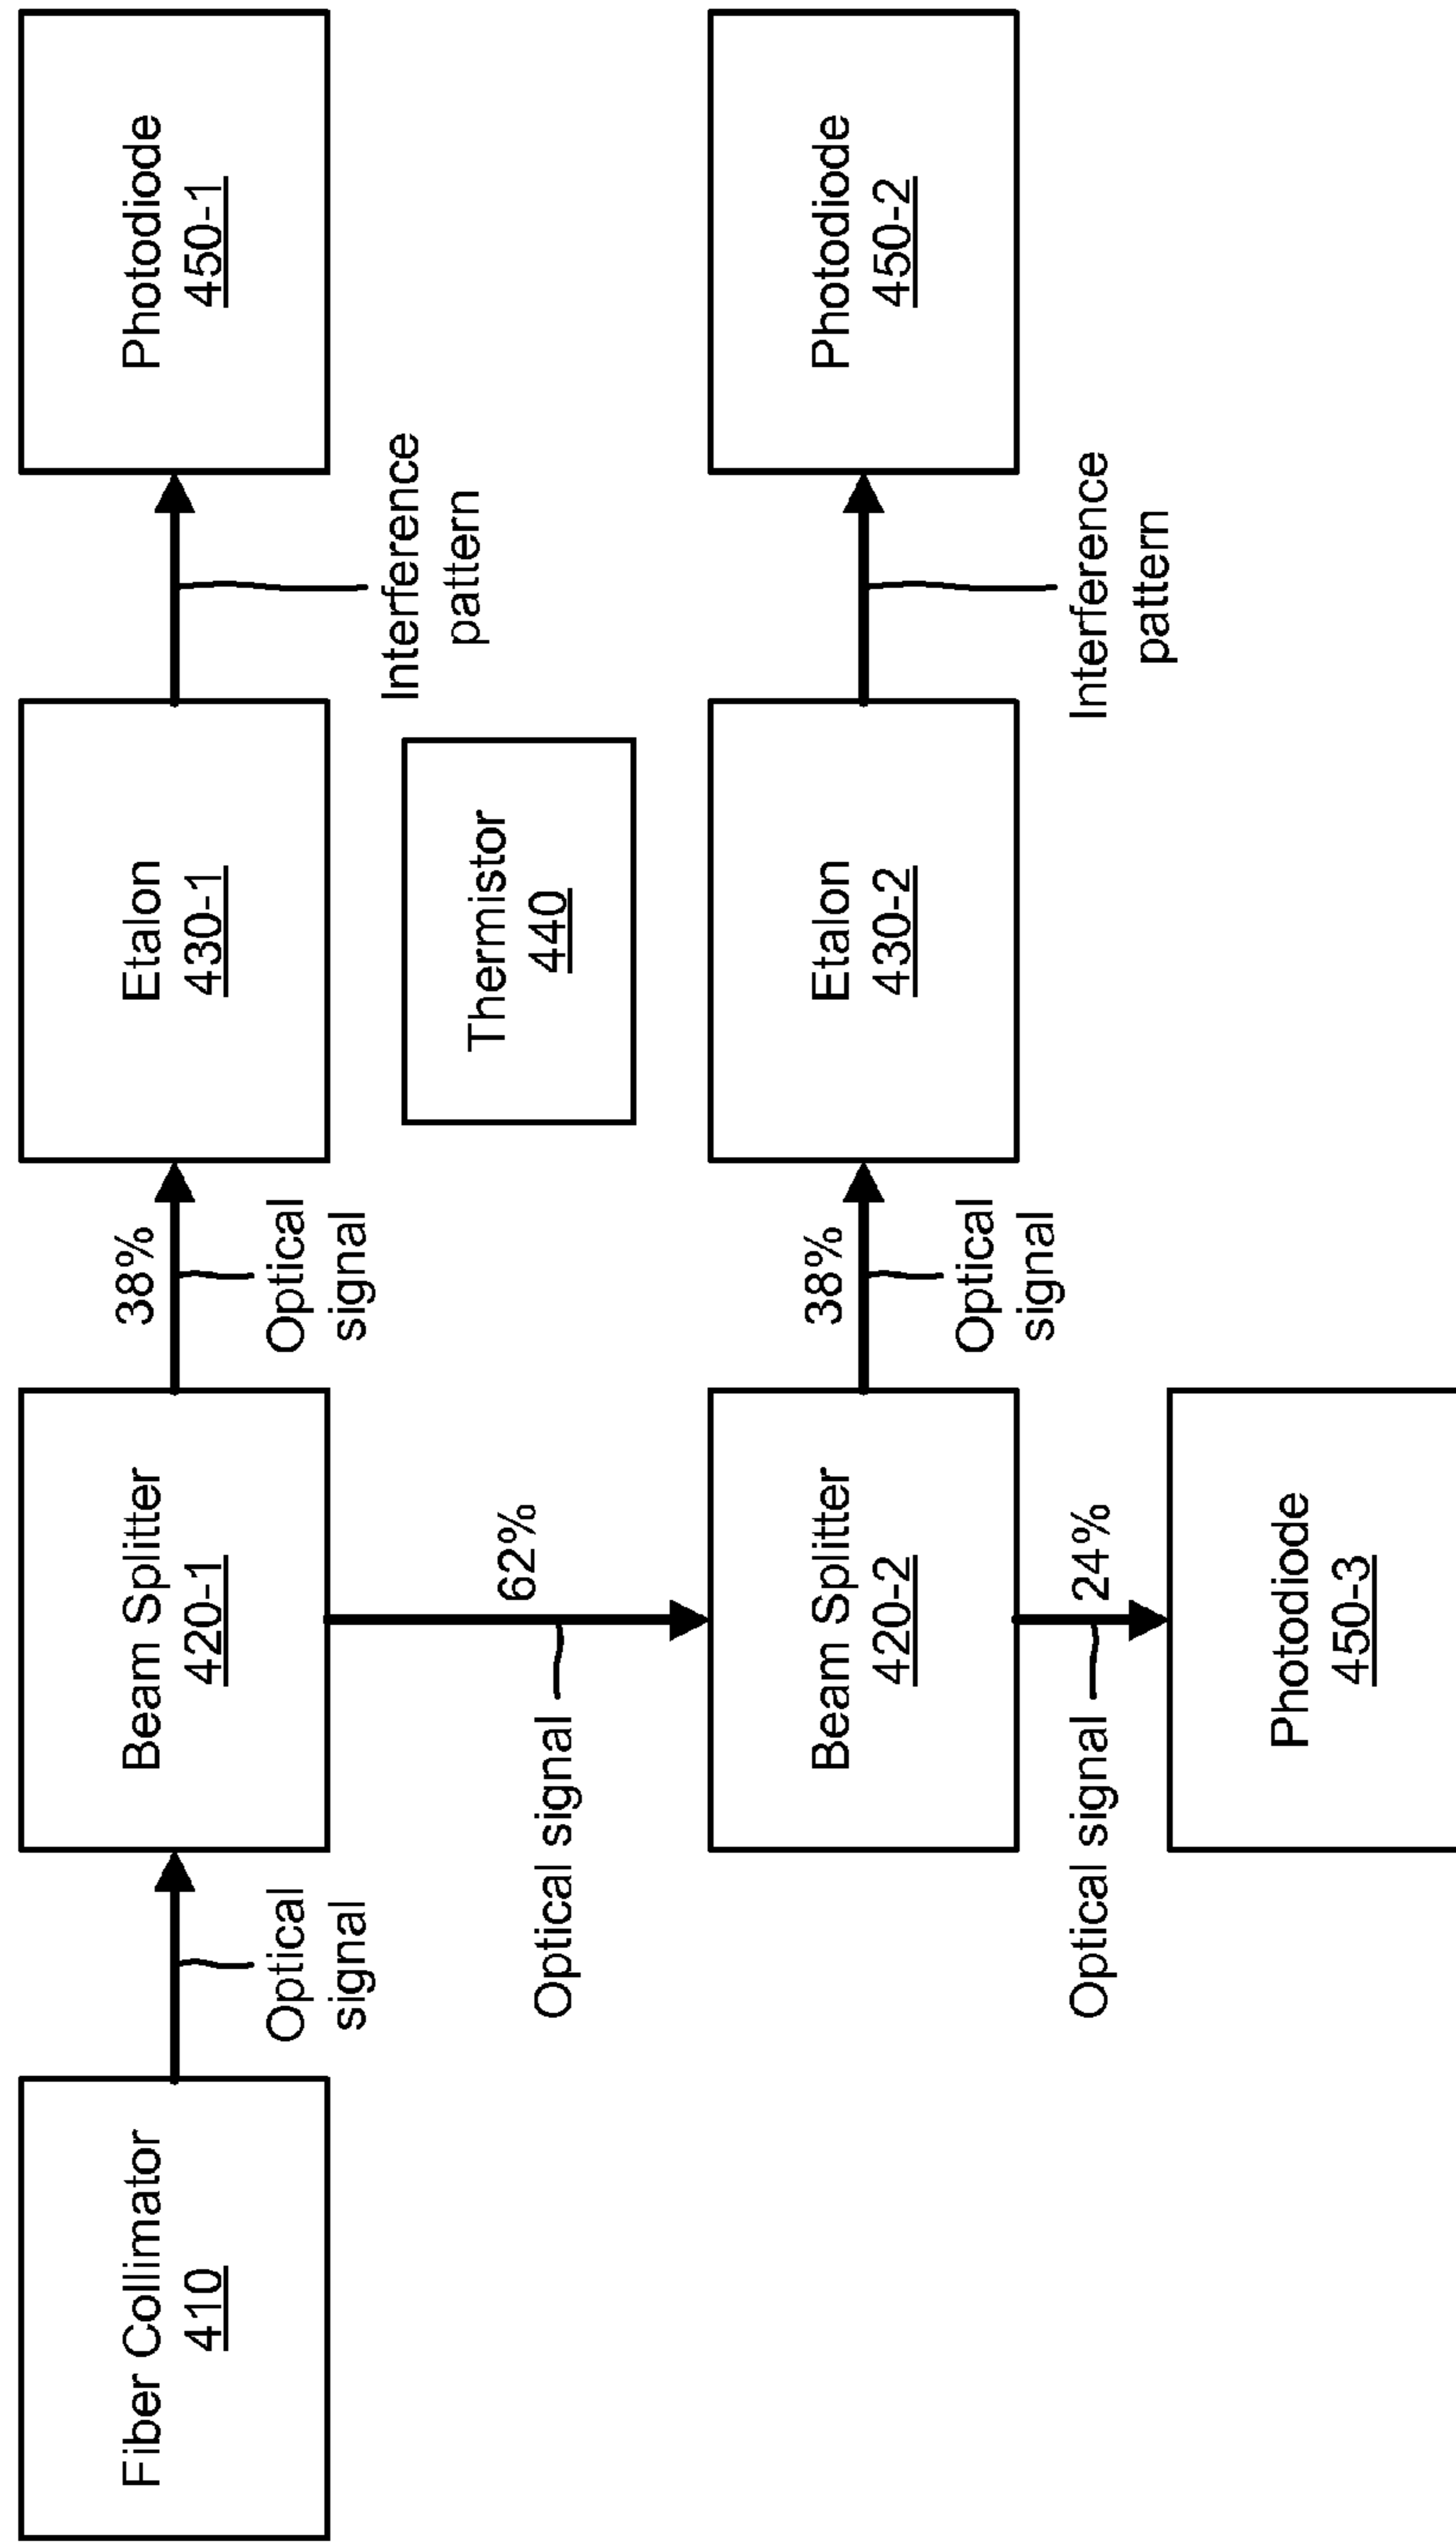 Fiber Collimator
410
Optical
signal
Beam Splitter
420-1
38%
Optical
signal
Etalon
430-1
Interference
pattern
Photodiode
450-1
Optical signal
62%
Thermistor
440
Beam Splitter
420-2
38%
Optical
signal
Etalon
430-2
Interference
pattern
Photodiode
450-2
Optical signal
24%
Photodiode
450-3